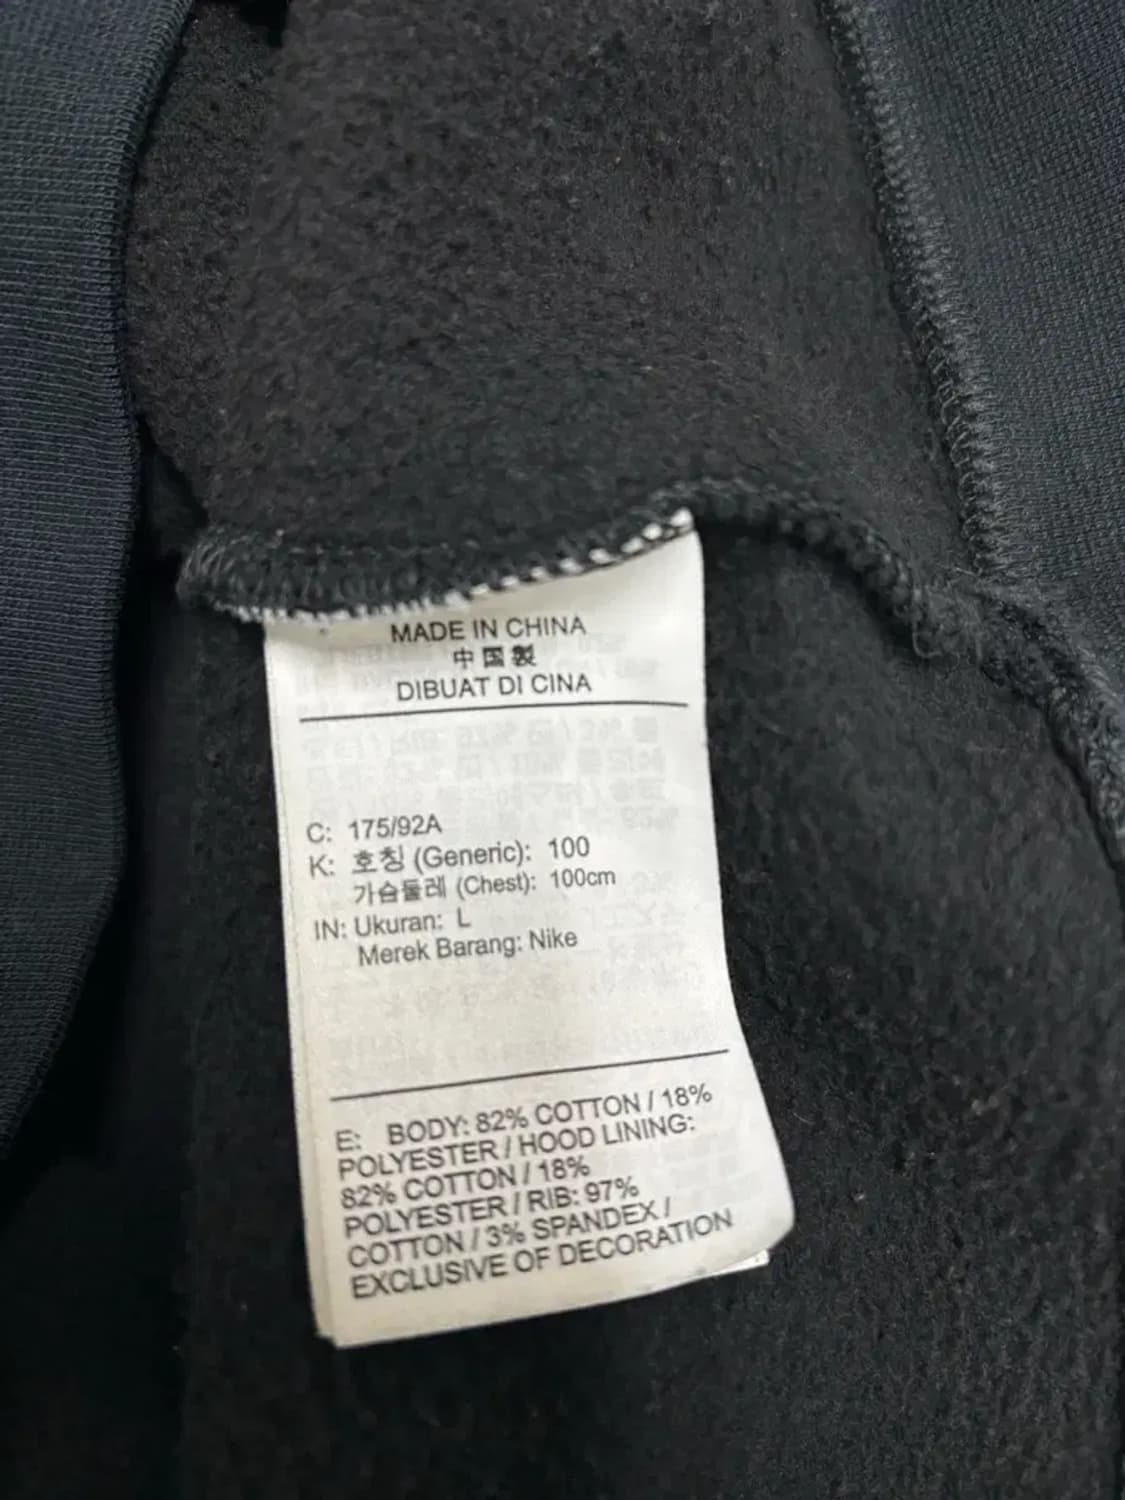 MADE IN CHINA
中国製
DIBUAT DI CINA
C: 175/92A
K: 호칭 (Generic): 100
가슴둘레 (Chest): 100cm
IN: Ukuran: L
Merek Barang: Nike
E: BODY: 82% COTTON / 18%
POLYESTER / HOOD LINING:
82% COTTON / 18%
POLYESTER / RIB: 97%
COTTON / 3% SPANDEX /
EXCLUSIVE OF DECORATION